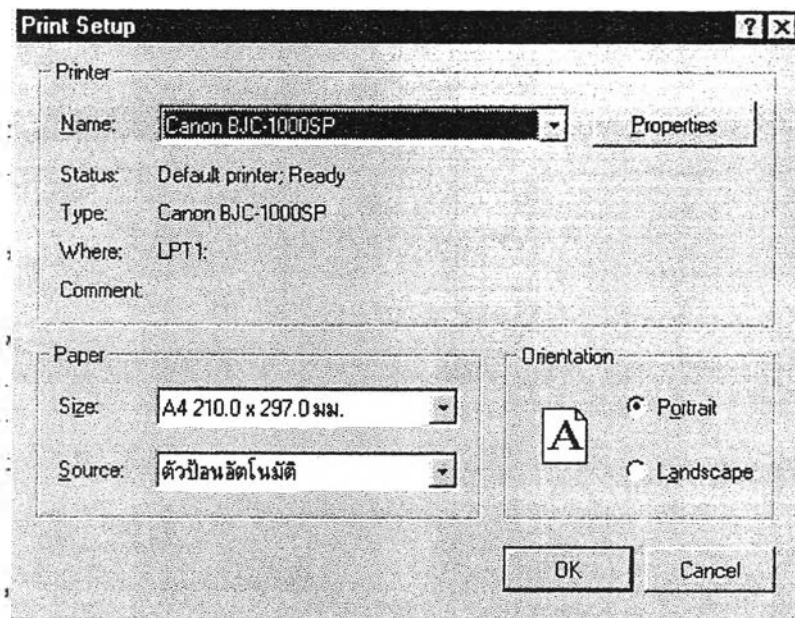 Print Setup
Printer
Name: Canon BJC-1000SP Properties
Status: Default printer; Ready
Type: Canon BJC-1000SP
Where: LPT1:
Comment:
Paper
Size: A4 210.0 x 297.0 มม.
Source: ตัวป้อนอัตโนมัติ
Orientation
A
Portrait
Landscape
OK Cancel